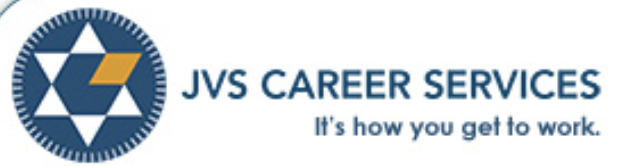 JVS CAREER SERVICES
It's how you get to work.